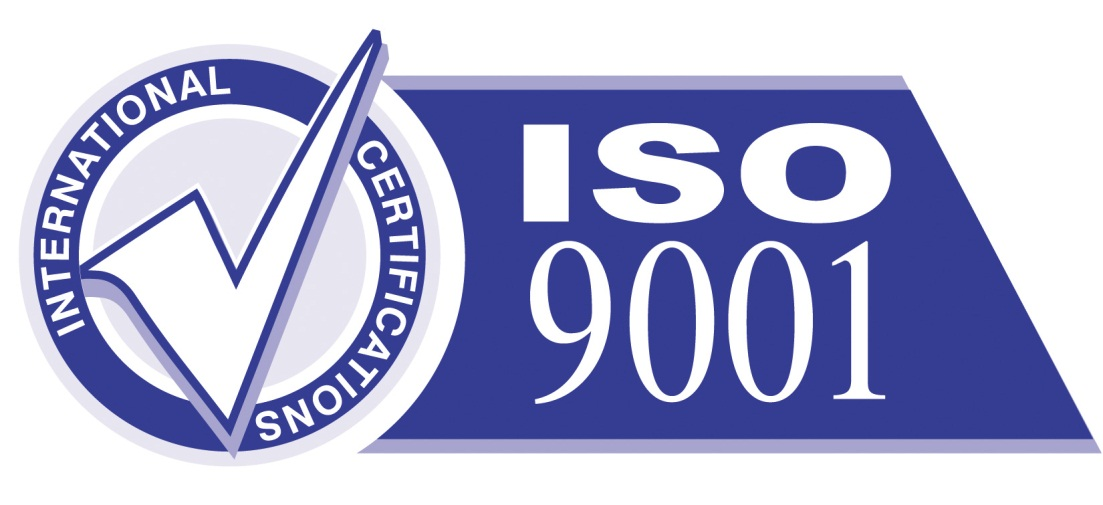 INTERNATIONAL CERTIFICATIONS
ISO
9001